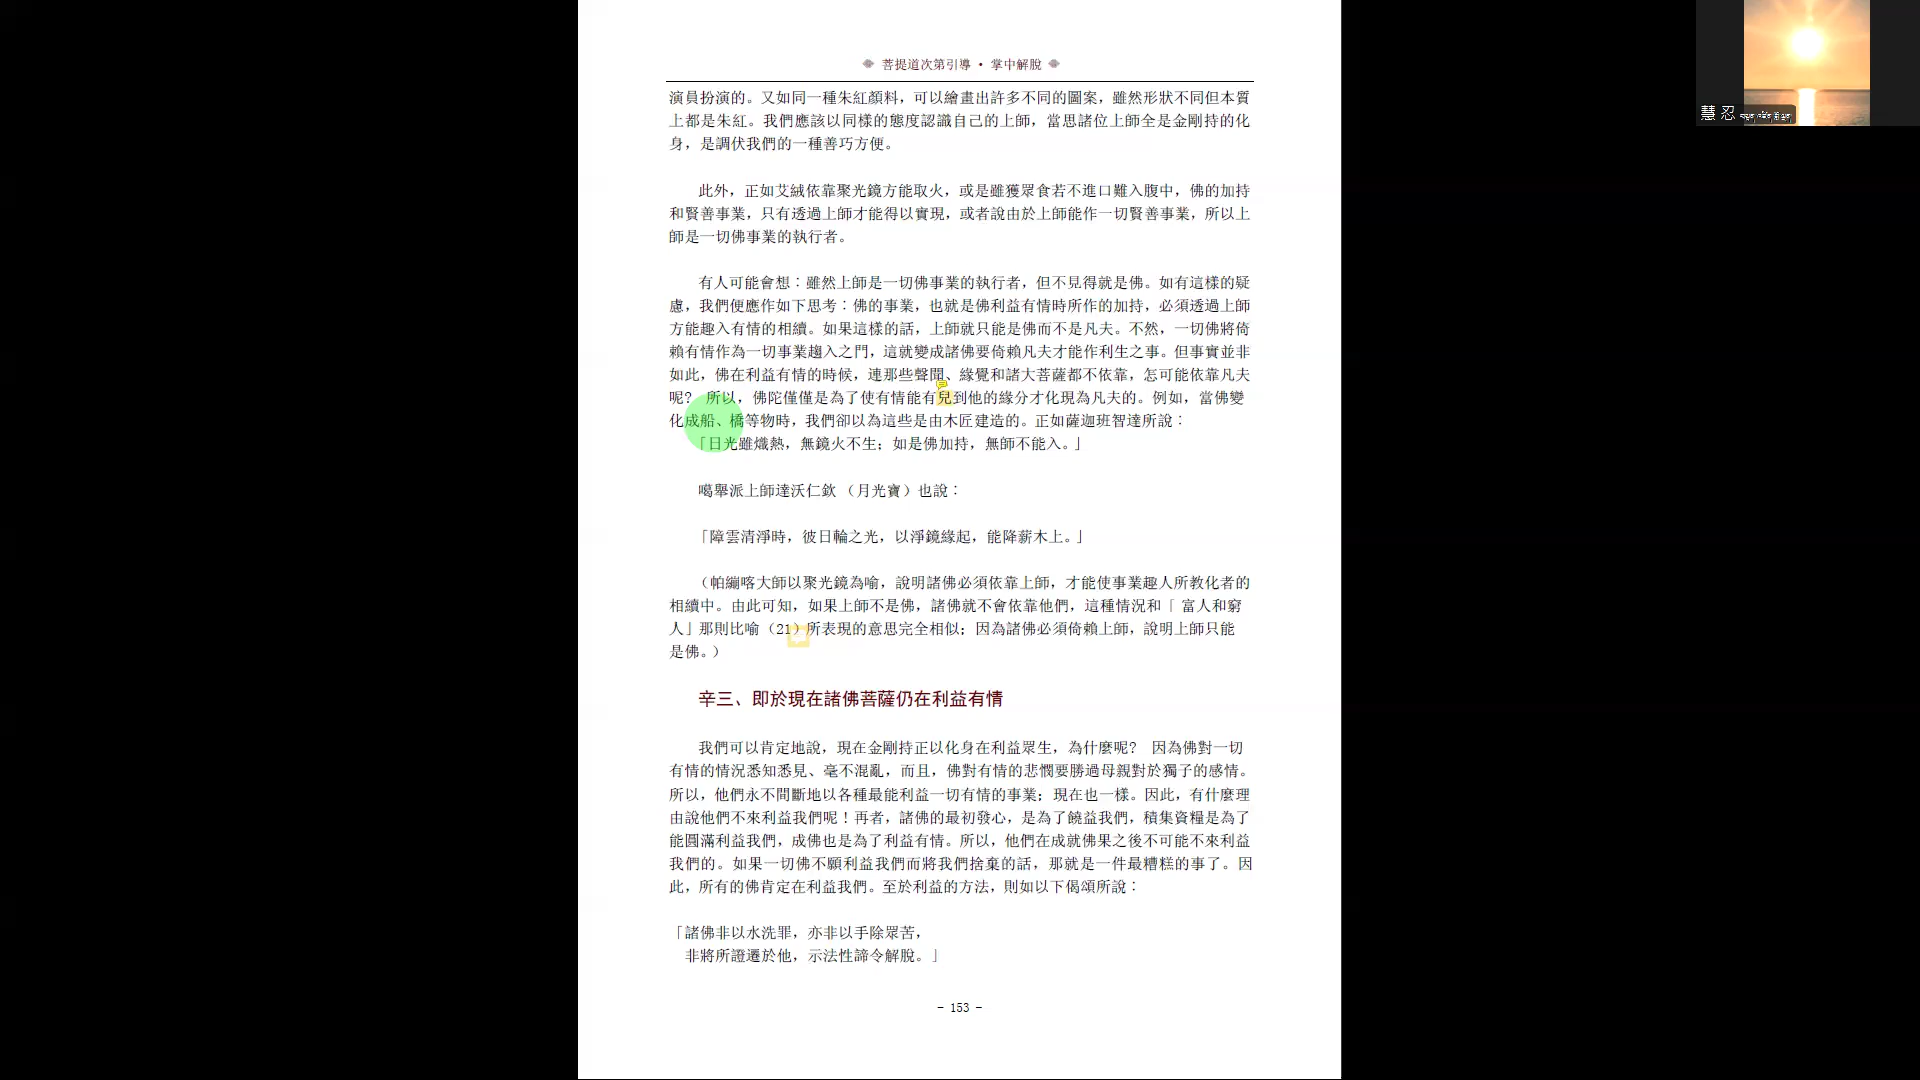 菩提道次第引導 • 掌中解脫
演員扮演的。又如同一種朱紅顏料，可以繪畫出許多不同的圖案，雖然形狀不同但本質
上都是朱紅。我們應該以同樣的態度認識自己的上師，當思諸位上師全是金剛持的化
身，是調伏我們的一種善巧方便。
此外，正如艾絨依靠聚光鏡方能取火，或是雖獲眾食若不進口難入腹中，佛的加持
和賢善事業，只有透過上師才能得以實現，或者說由於上師能作一切賢善事業，所以上
師是一切佛事業的執行者。
有人可能會想：雖然上師是一切佛事業的執行者，但不見得就是佛。如有這樣的疑
慮，我們便應作如下思考：佛的事業，也就是佛利益有情時所作的加持，必須透過上師
方能趣入有情的相續。如果這樣的話，上師就只能是佛而不是凡夫。不然，一切佛將倚
賴有情作為一切事業趨入之門，這就變成諸佛要倚賴凡夫才能作利生之事。但事實並非
如此，佛在利益有情的時候，連那些聲聞、緣覺和諸大菩薩都不依靠，怎可能依靠凡夫
呢？ 所以，佛陀僅僅是為了使有情能有兒到他的緣分才化現為凡夫的。例如，當佛變
化成船、橋等物時，我們卻以為這些是由木匠建造的。正如薩迦班智達所說：
「日光雖熾熱，無鏡火不生；如是佛加持，無師不能入。」
噶舉派上師達沃仁欽 （月光寶）也說：
「障雲清淨時，彼日輪之光，以淨鏡緣起，能降薪木上。」
（帕繃喀大師以聚光鏡為喻，說明諸佛必須依靠上師，才能使事業趣人所教化者的
相續中。由此可知，如果上師不是佛，諸佛就不會依靠他們，這種情況和「 富人和窮
人」那則比喻（21）所表現的意思完全相似；因為諸佛必須倚賴上師，說明上師只能
是佛。）
辛三、即於現在諸佛菩薩仍在利益有情
我們可以肯定地說，現在金剛持正以化身在利益眾生，為什麼呢？ 因為佛對一切
有情的情況悉知悉見、毫不混亂，而且，佛對有情的悲憫要勝過母親對於獨子的感情。
所以，他們永不間斷地以各種最能利益一切有情的事業；現在也一樣。因此，有什麼理
由說他們不來利益我們呢！再者，諸佛的最初發心，是為了饒益我們，積集資糧是為了
能圓滿利益我們，成佛也是為了利益有情。所以，他們在成就佛果之後不可能不來利益
我們的。如果一切佛不願利益我們而將我們捨棄的話，那就是一件最糟糕的事了。因
此，所有的佛肯定在利益我們。至於利益的方法，則如以下偈頌所說：
「諸佛非以水洗罪，亦非以手除眾苦，
非將所證遷於他，示法性諦令解脫。」
- 153 -
慧 忍